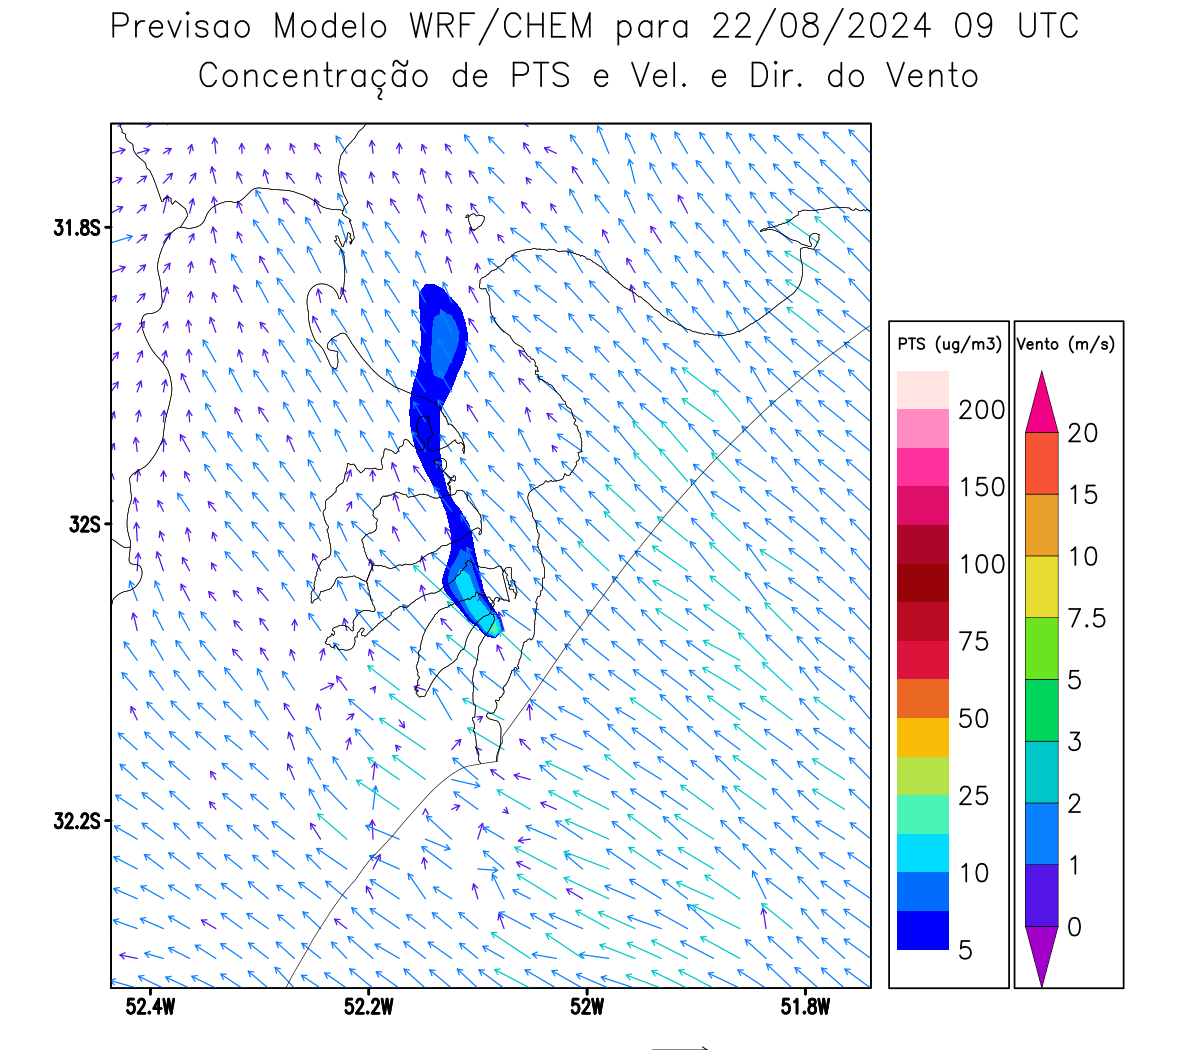 Previsao Modelo WRF/CHEM para 22/08/2024 09 UTC
Concentração de PTS e Vel. e Dir. do Vento
31.8S
32S
32.2S
52.4W
52.2W
52W
51.8W
PTS (ug/m3)
200
150
100
75
50
25
10
5
Vento (m/s)
20
15
10
7.5
5
3
2
1
0